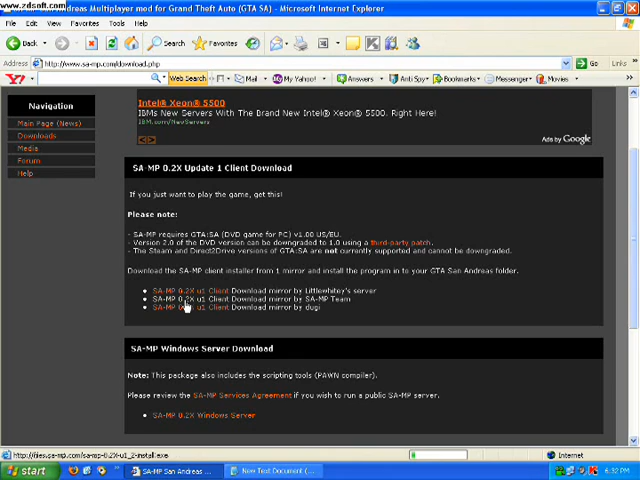 www.zdsoft.com
Andreas Multiplayer mod for Grand Theft Auto (GTA SA) - Microsoft Internet Explorer
File Edit View Favorites Tools Help
Back Search Favorites
Address http://www.sa-mp.com/download.php Go Links
Y! Web Search Mail My Yahoo! Answers Anti-Spy Bookmarks Messenger Movies
Navigation
Main Page (News)
Downloads
Media
Forum
Help
Intel® Xeon® 5500
IBMs New Servers With The Brand New Intel® Xeon® 5500. Right Here!
IBM.com/NewServers
Ads by Google
SA-MP 0.2X Update 1 Client Download
If you just want to play the game, get this!
Please note:
- SA-MP requires GTA:SA (DVD game for PC) v1.00 US/EU.
- Version 2.0 of the DVD version can be downgraded to 1.0 using a third-party patch.
- The Steam and Direct2Drive versions of GTA:SA are not currently supported and cannot be downgraded.
Download the SA-MP client installer from 1 mirror and install the program in to your GTA San Andreas folder.
SA-MP 0.2X u1 Client Download mirror by Littlewhitey's server
SA-MP 0.2X u1 Client Download mirror by SA-MP Team
SA-MP 0.2X u1 Client Download mirror by dugi
SA-MP Windows Server Download
Note: This package also includes the scripting tools (PAWN compiler).
Please review the SA-MP Services Agreement if you wish to run a public SA-MP server.
SA-MP 0.2X Windows Server
http://files.sa-mp.com/sa-mp-0.2X-u1_2-install.exe Internet
start SA-MP San Andreas ... New Text Document (... 6:32 PM